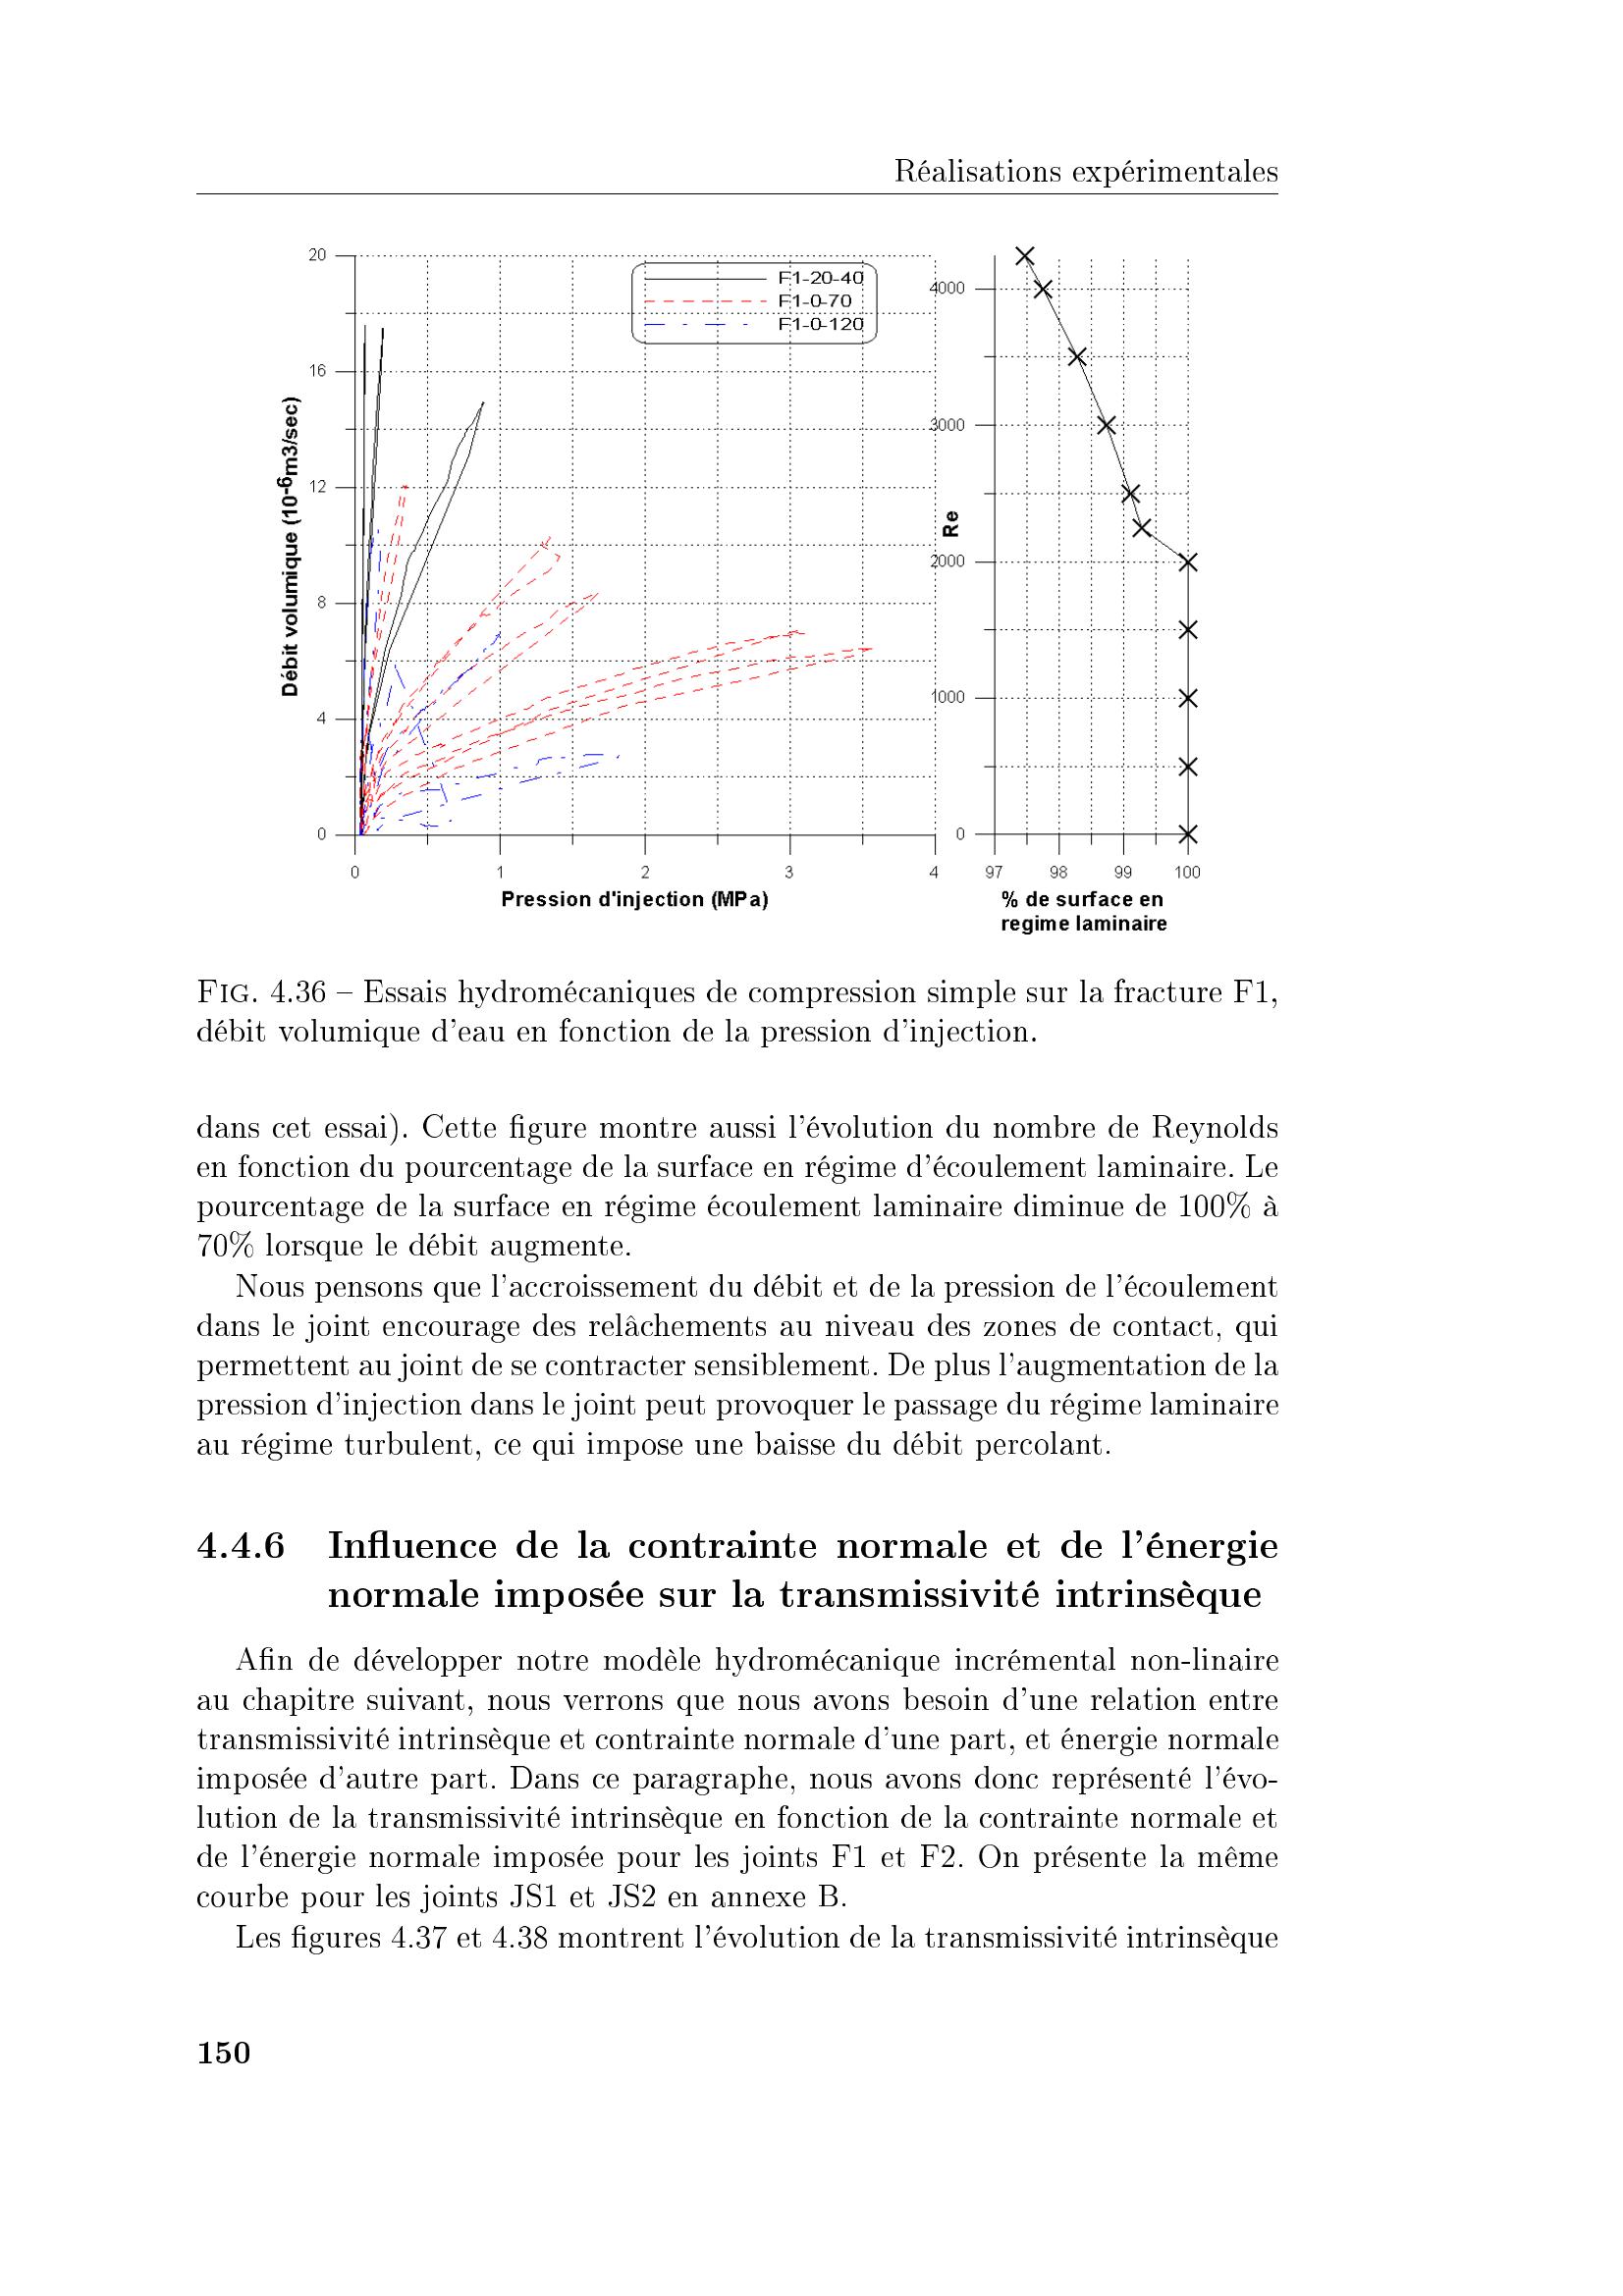 Réalisations expérimentales
20
16
12
8
4
0
Débit volumique (10-6m3/sec)
F1-20-40
F1-0-70
F1-0-120
0 1 2 3 4
Pression d'injection (MPa)
4000
3000
2000
1000
0
Re
97 98 99 100
% de surface en
regime laminaire
FIG. 4.36 – Essais hydromécaniques de compression simple sur la fracture F1,
débit volumique d'eau en fonction de la pression d'injection.
dans cet essai). Cette figure montre aussi l'évolution du nombre de Reynolds
en fonction du pourcentage de la surface en régime d'écoulement laminaire. Le
pourcentage de la surface en régime écoulement laminaire diminue de 100% à
70% lorsque le débit augmente.
Nous pensons que l'accroissement du débit et de la pression de l'écoulement
dans le joint encourage des relâchements au niveau des zones de contact, qui
permettent au joint de se contracter sensiblement. De plus l'augmentation de la
pression d'injection dans le joint peut provoquer le passage du régime laminaire
au régime turbulent, ce qui impose une baisse du débit percolant.
4.4.6 Influence de la contrainte normale et de l'énergie
normale imposée sur la transmissivité intrinsèque
Afin de développer notre modèle hydromécanique incrémental non-linaire
au chapitre suivant, nous verrons que nous avons besoin d'une relation entre
transmissivité intrinsèque et contrainte normale d'une part, et énergie normale
imposée d'autre part. Dans ce paragraphe, nous avons donc représenté l'évo-
lution de la transmissivité intrinsèque en fonction de la contrainte normale et
de l'énergie normale imposée pour les joints F1 et F2. On présente la même
courbe pour les joints JS1 et JS2 en annexe B.
Les figures 4.37 et 4.38 montrent l'évolution de la transmissivité intrinsèque
150